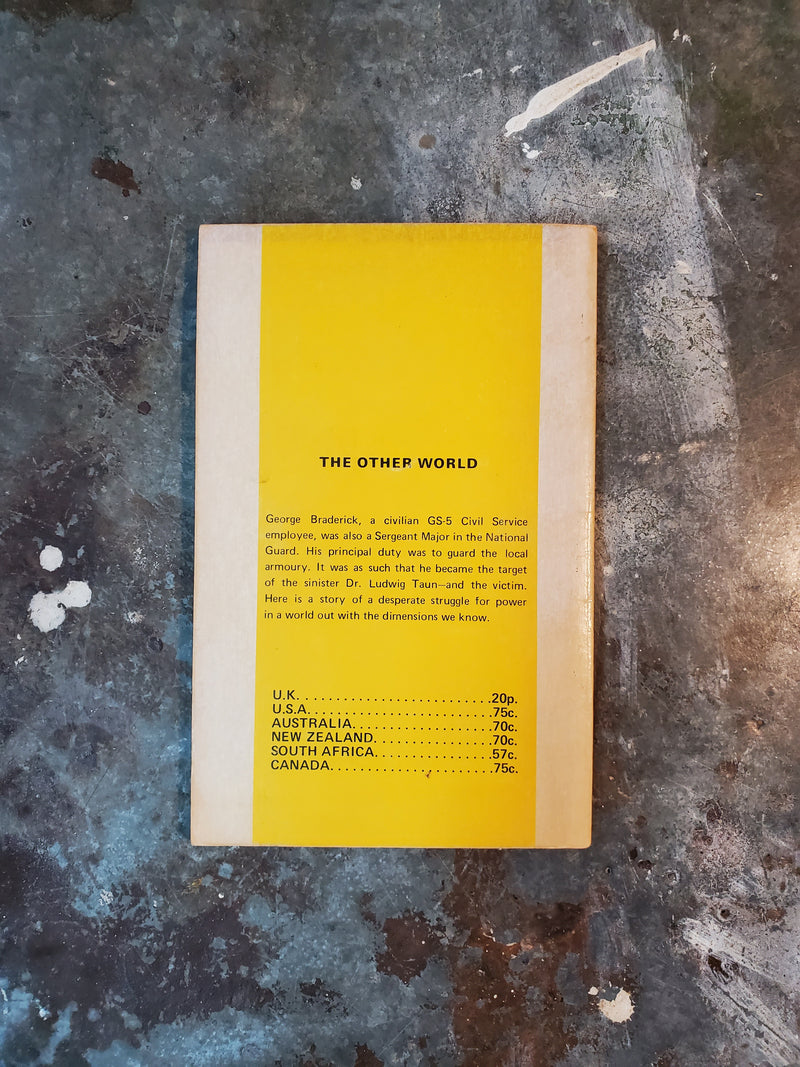 THE OTHER WORLD
George Braderick, a civilian GS-5 Civil Service
employee, was also a Sergeant Major in the National
Guard. His principal duty was to guard the local
armoury. It was as such that he became the target
of the sinister Dr. Ludwig Taun—and the victim.
Here is a story of a desperate struggle for power
in a world out with the dimensions we know.
U.K. . . . . . . . . . . . . . . . . . . . . . . . . .20p.
U.S.A. . . . . . . . . . . . . . . . . . . . . . . . .75c.
AUSTRALIA. . . . . . . . . . . . . . . . . . .70c.
NEW ZEALAND. . . . . . . . . . . . . . . .70c.
SOUTH AFRICA. . . . . . . . . . . . . . . .57c.
CANADA. . . . . . . . . . . . . . . . . . . . . .75c.